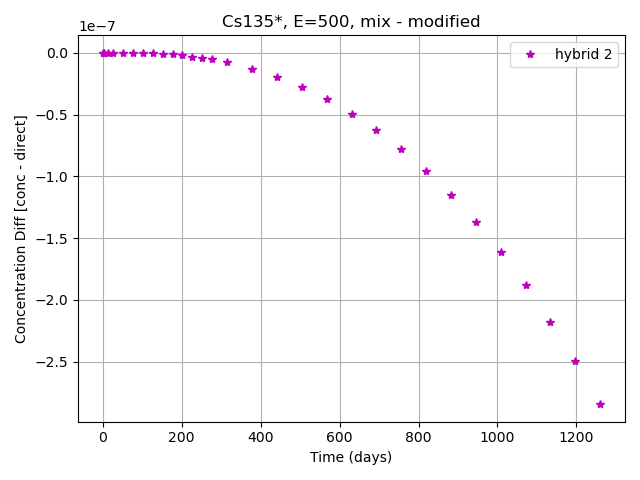 Cs135*, E=500, mix - modified
1e−7
hybrid 2
0.0
−0.5
−1.0
−1.5
−2.0
−2.5
Concentration Diff [conc - direct]
0 200 400 600 800 1000 1200
Time (days)